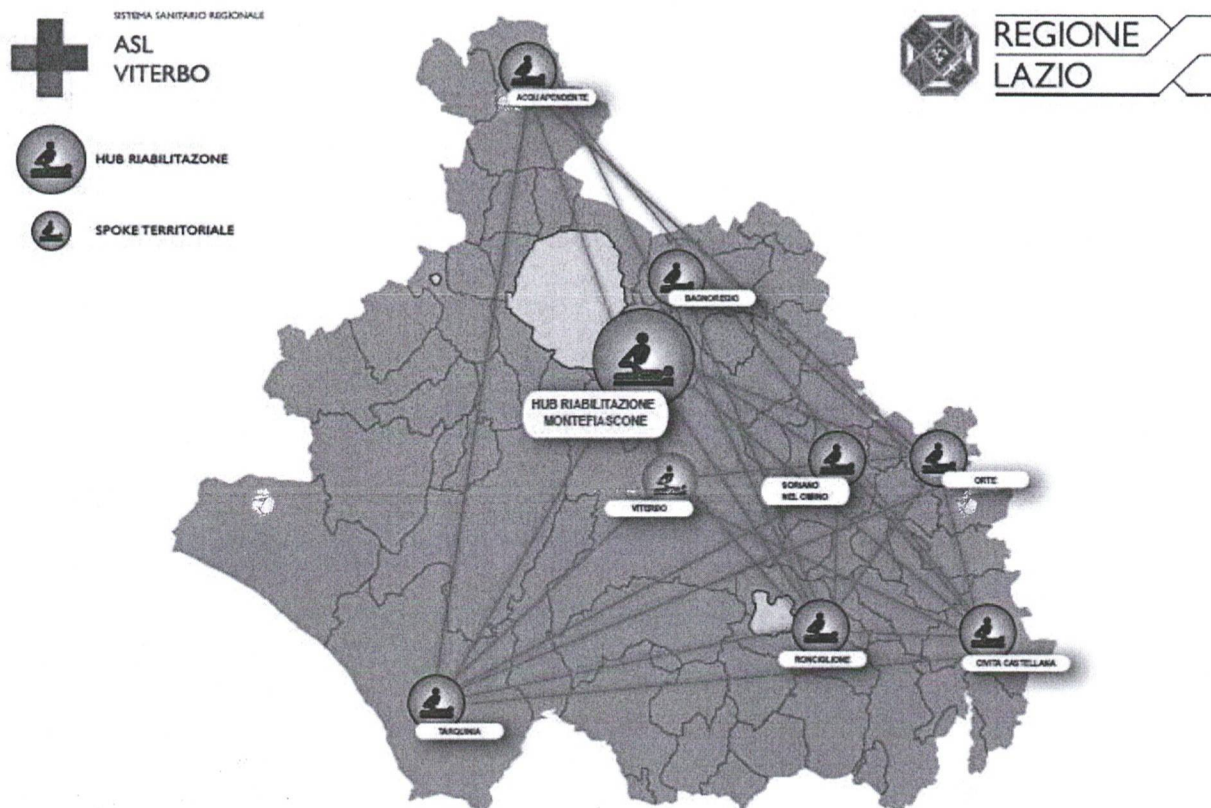 SISTEMA SANITARIO REGIONALE
ASL
VITERBO
REGIONE
LAZIO
HUB RIABILITAZONE
SPOKE TERRITORIALE
ACQUAPENDENTE
BAGNOREGIO
HUB RIABILITAZIONE
MONTEFIASCONE
VITERBO
SORIANO
NEL CIMINO
ORTE
RONCIGLIONE
CIVITA CASTELLANA
TARQUINIA